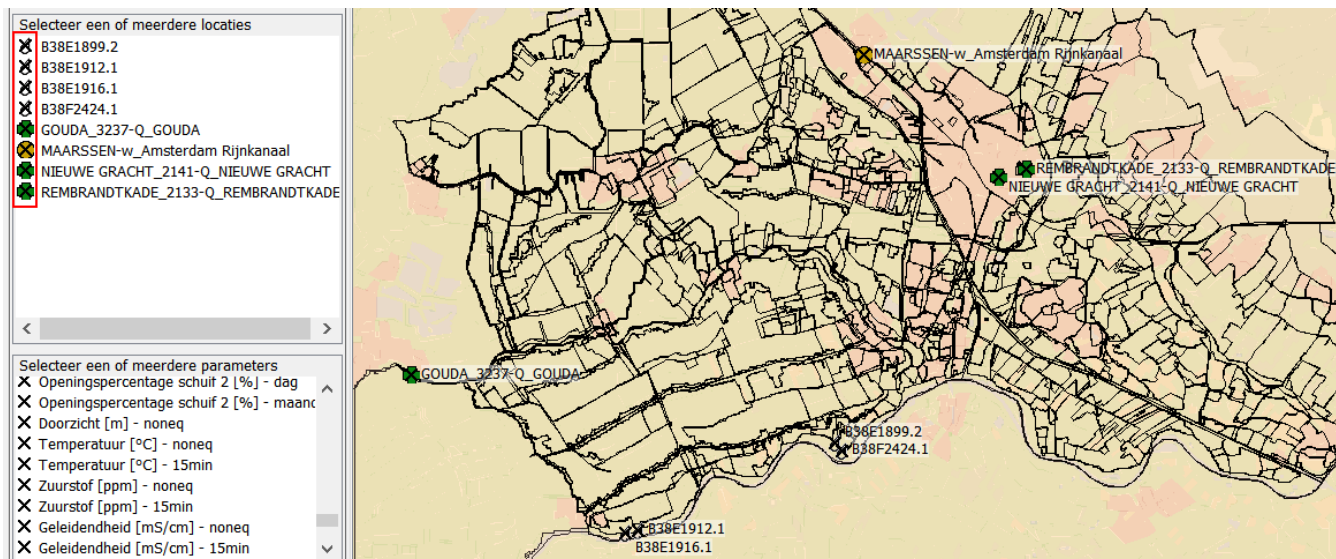 Selecteer een of meerdere locaties
B38E1899.2
B38E1912.1
B38E1916.1
B38F2424.1
GOUDA_3237-Q_GOUDA
MAARSSEN-w_Amsterdam Rijnkanaal
NIEUWE GRACHT_2141-Q_NIEUWE GRACHT
REMBRANDTKADE_2133-Q_REMBRANDTKADE
Selecteer een of meerdere parameters
Openingspercentage schuif 2 [%] - dag
Openingspercentage schuif 2 [%] - maand
Doorzicht [m] - noneq
Temperatuur [ºC] - noneq
Temperatuur [ºC] - 15min
Zuurstof [ppm] - noneq
Zuurstof [ppm] - 15min
Geleidendheid [mS/cm] - noneq
Geleidendheid [mS/cm] - 15min
MAARSSEN-w_Amsterdam Rijnkanaal
REMBRANDTKADE_2133-Q_REMBRANDTKADE
NIEUWE GRACHT_2141-Q_NIEUWE GRACHT
GOUDA_3237-Q_GOUDA
B38E1899.2
B38F2424.1
B38E1912.1
B38E1916.1